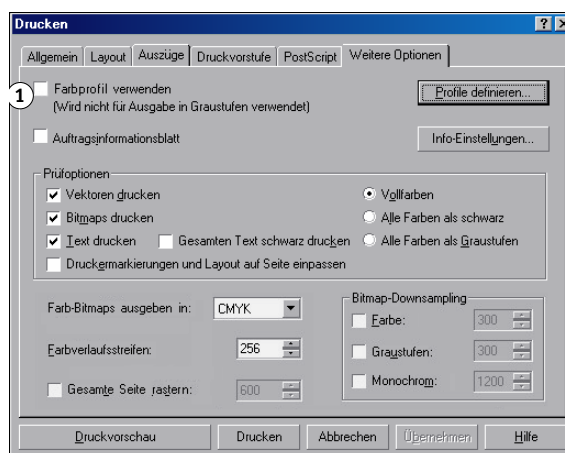 Drucken
Allgemein Layout Auszüge Druckvorstufe PostScript Weitere Optionen
1
Farbprofil verwenden
(Wird nicht für Ausgabe in Graustufen verwendet)
Profile definieren...
Auftragsinformationsblatt
Info-Einstellungen...
Prüfoptionen
Vektoren drucken
Vollfarben
Bitmaps drucken
Alle Farben als schwarz
Text drucken Gesamten Text schwarz drucken
Alle Farben als Graustufen
Druckermarkierungen und Layout auf Seite einpassen
Farb-Bitmaps ausgeben in: CMYK
Farbverlaufsstreifen: 256
Gesamte Seite rastern: 600
Bitmap-Downsampling
Farbe: 300
Graustufen: 300
Monochrom: 1200
Druckvorschau Drucken Abbrechen Übernehmen Hilfe